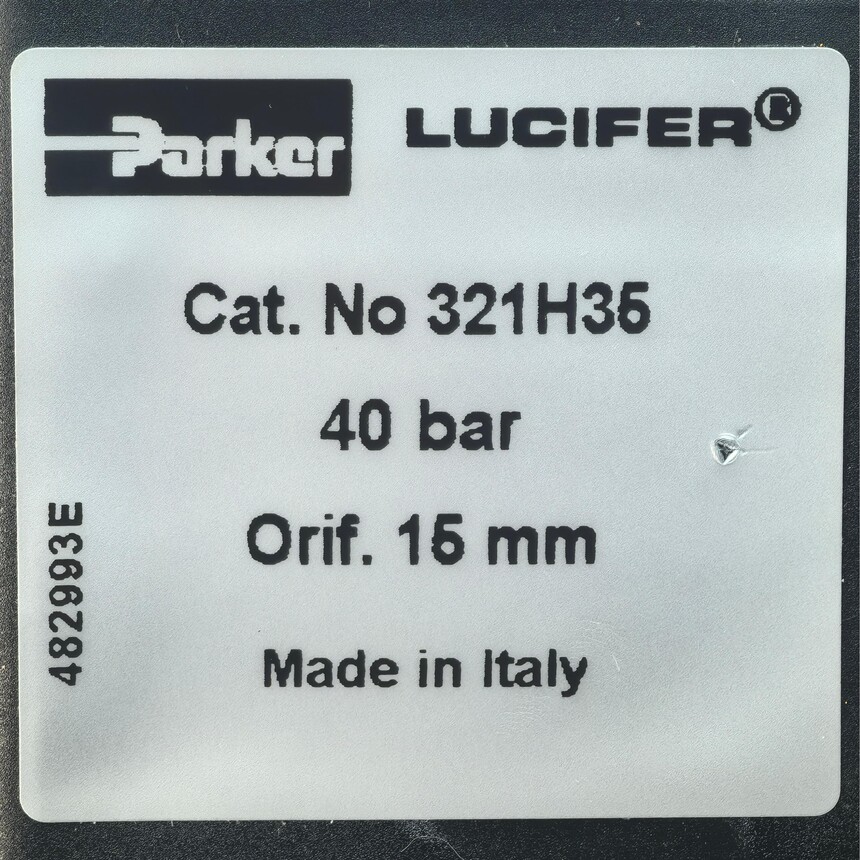 Parker LUCIFER®
Cat. No 321H35
40 bar
Orif. 15 mm
Made in Italy
482993E